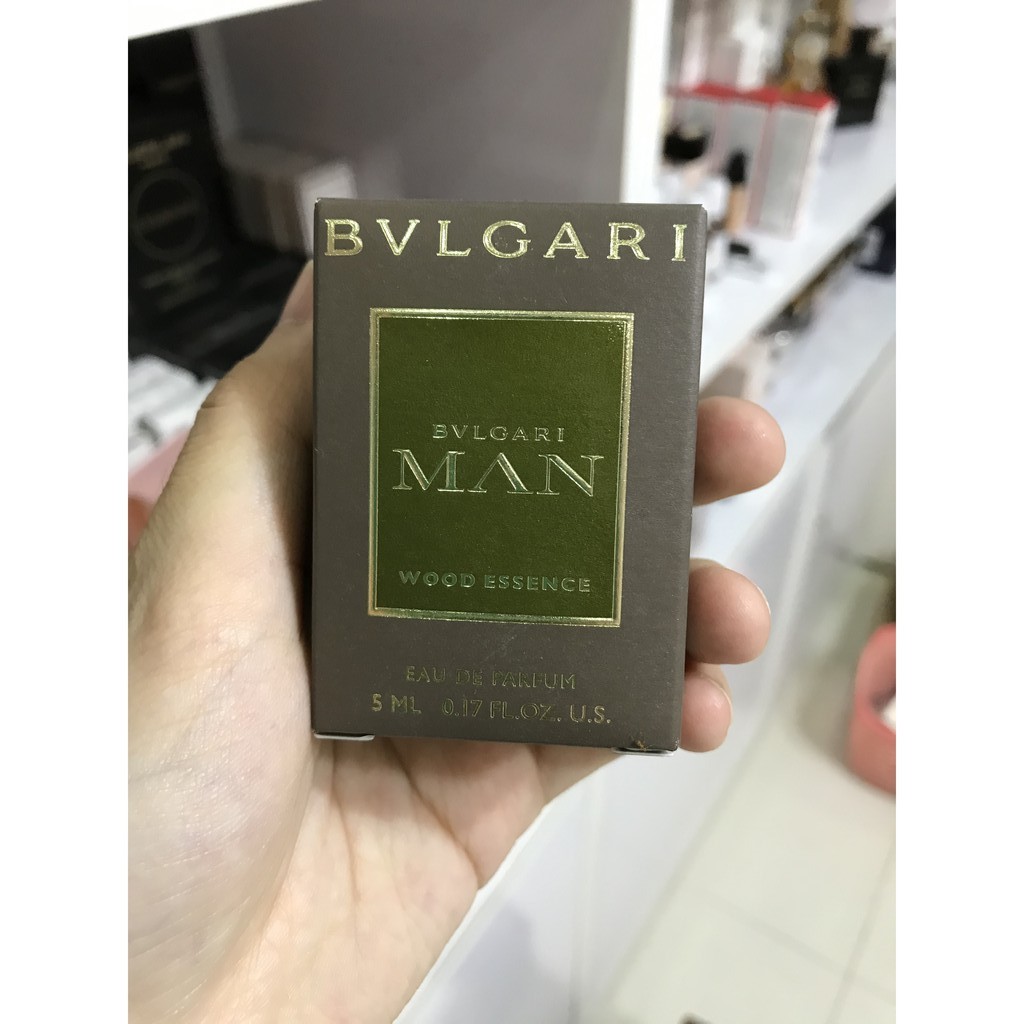 BVLGARI
BVLGARI
MAN
WOOD ESSENCE
EAU DE PARFUM
5 ML 0.17 FL.OZ. U.S.